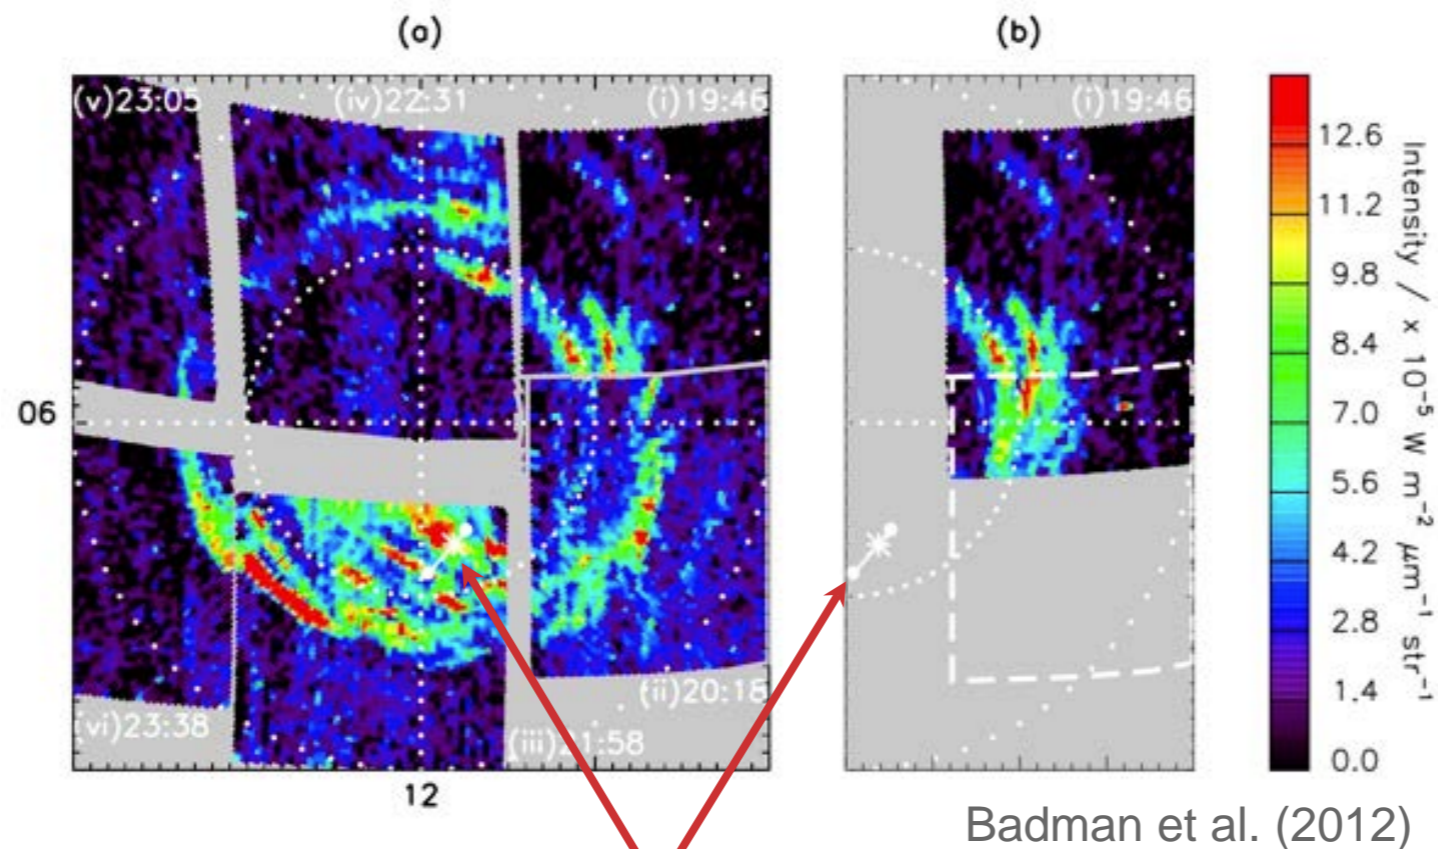 (a)
(b)
(v)23:05
(iv)22:31
(i)19:46
(i)19:46
06
(vi)23:38
(iii)21:58
(ii)20:18
12
12.6
11.2
9.8
8.4
7.0
5.6
4.2
2.8
1.4
0.0
Intensity / x 10⁻⁵ W m⁻² μm⁻¹ str⁻¹
Badman et al. (2012)